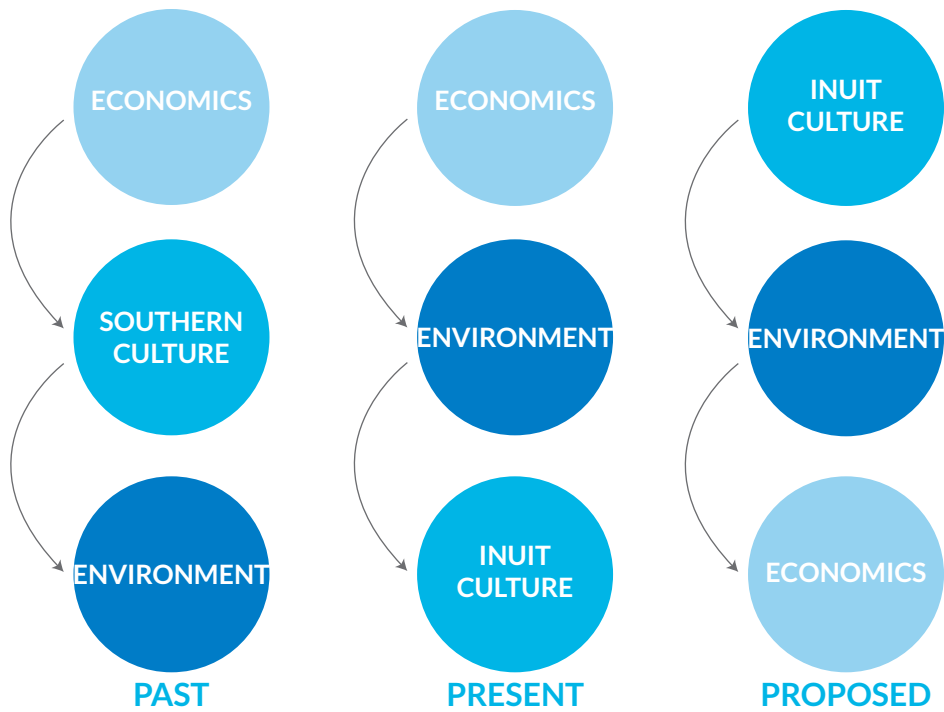 ECONOMICS
SOUTHERN
CULTURE
ENVIRONMENT
PAST
ECONOMICS
ENVIRONMENT
INUIT
CULTURE
PRESENT
INUIT
CULTURE
ENVIRONMENT
ECONOMICS
PROPOSED